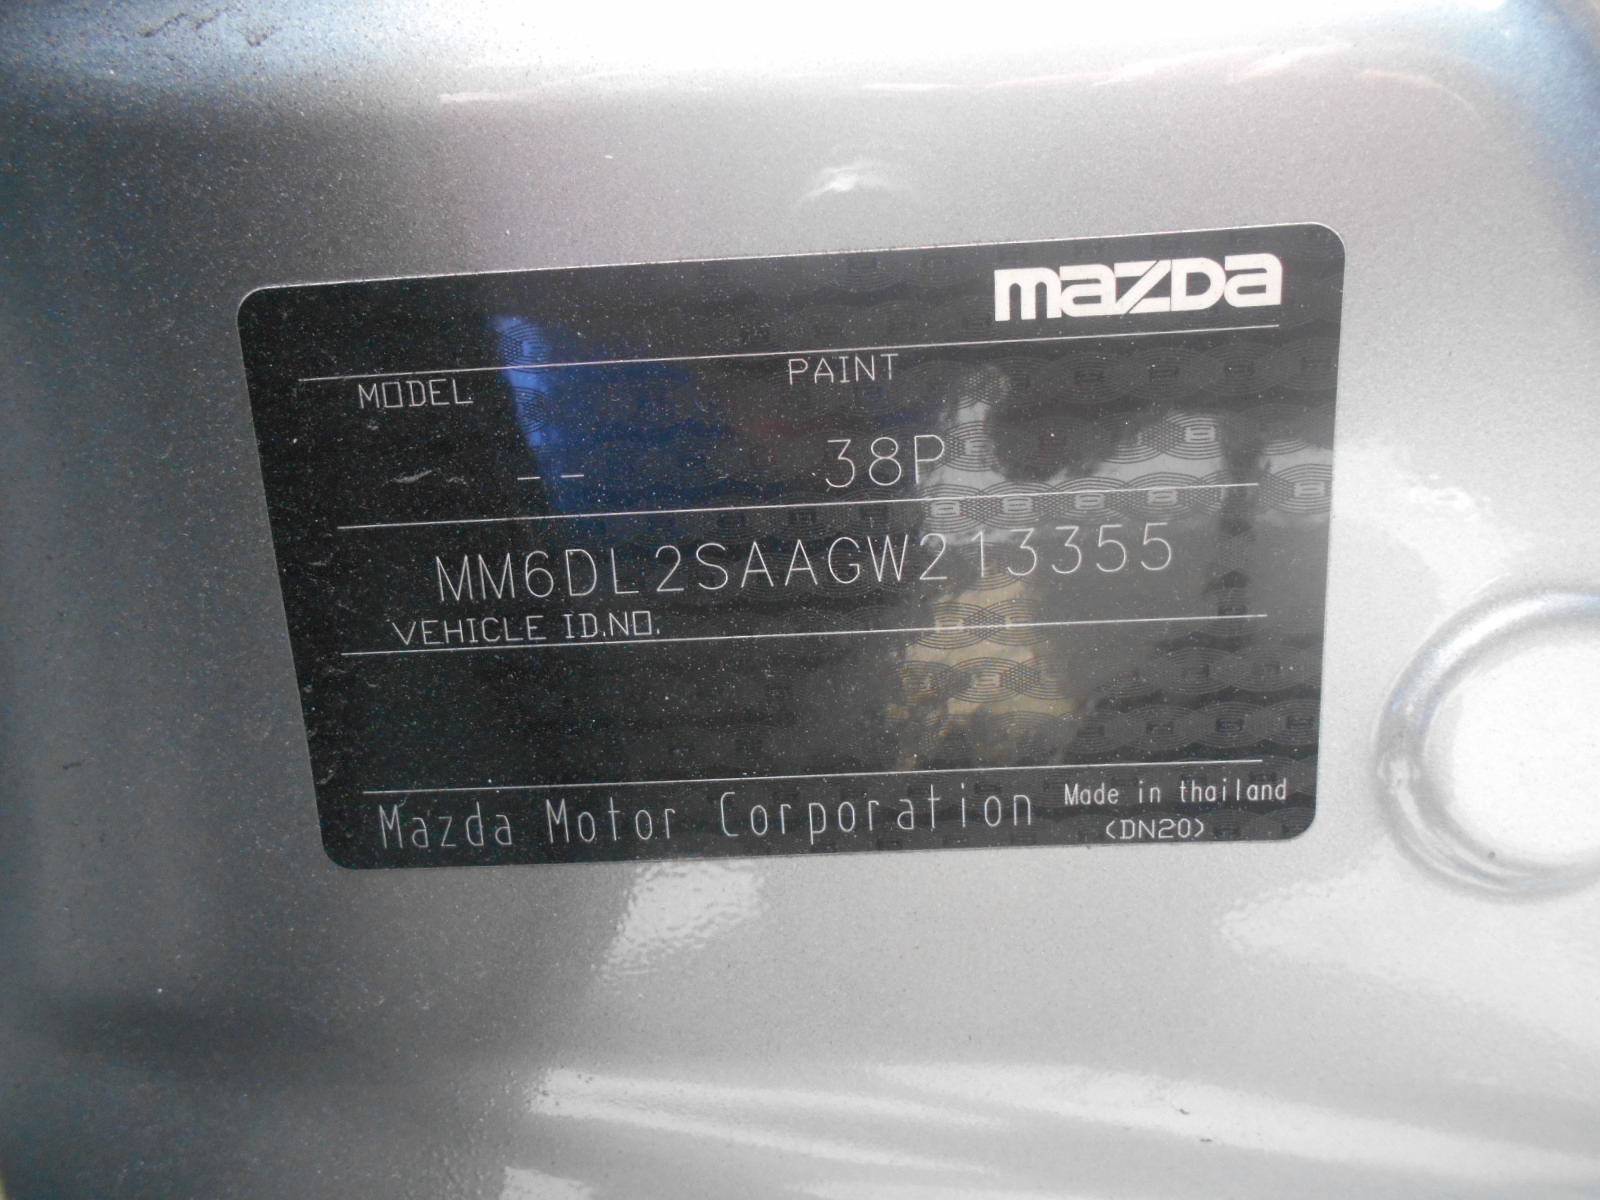 mazda
MODEL PAINT
-- 38P
MM6DL2SAAGW213355
VEHICLE ID.NO.
Mazda Motor Corporation Made in thailand
<DN20>